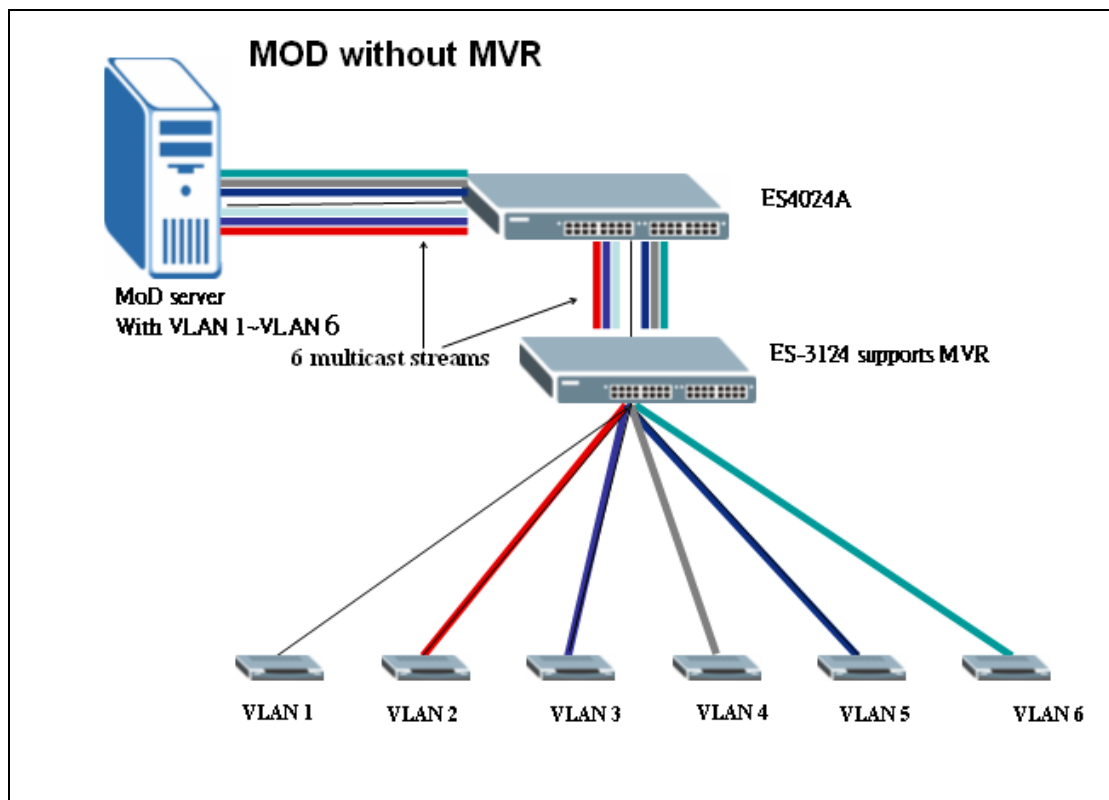 MOD without MVR
ES4024A
MoD server
With VLAN 1~VLAN 6
6 multicast streams
ES-3124 supports MVR
VLAN 1
VLAN 2
VLAN 3
VLAN 4
VLAN 5
VLAN 6